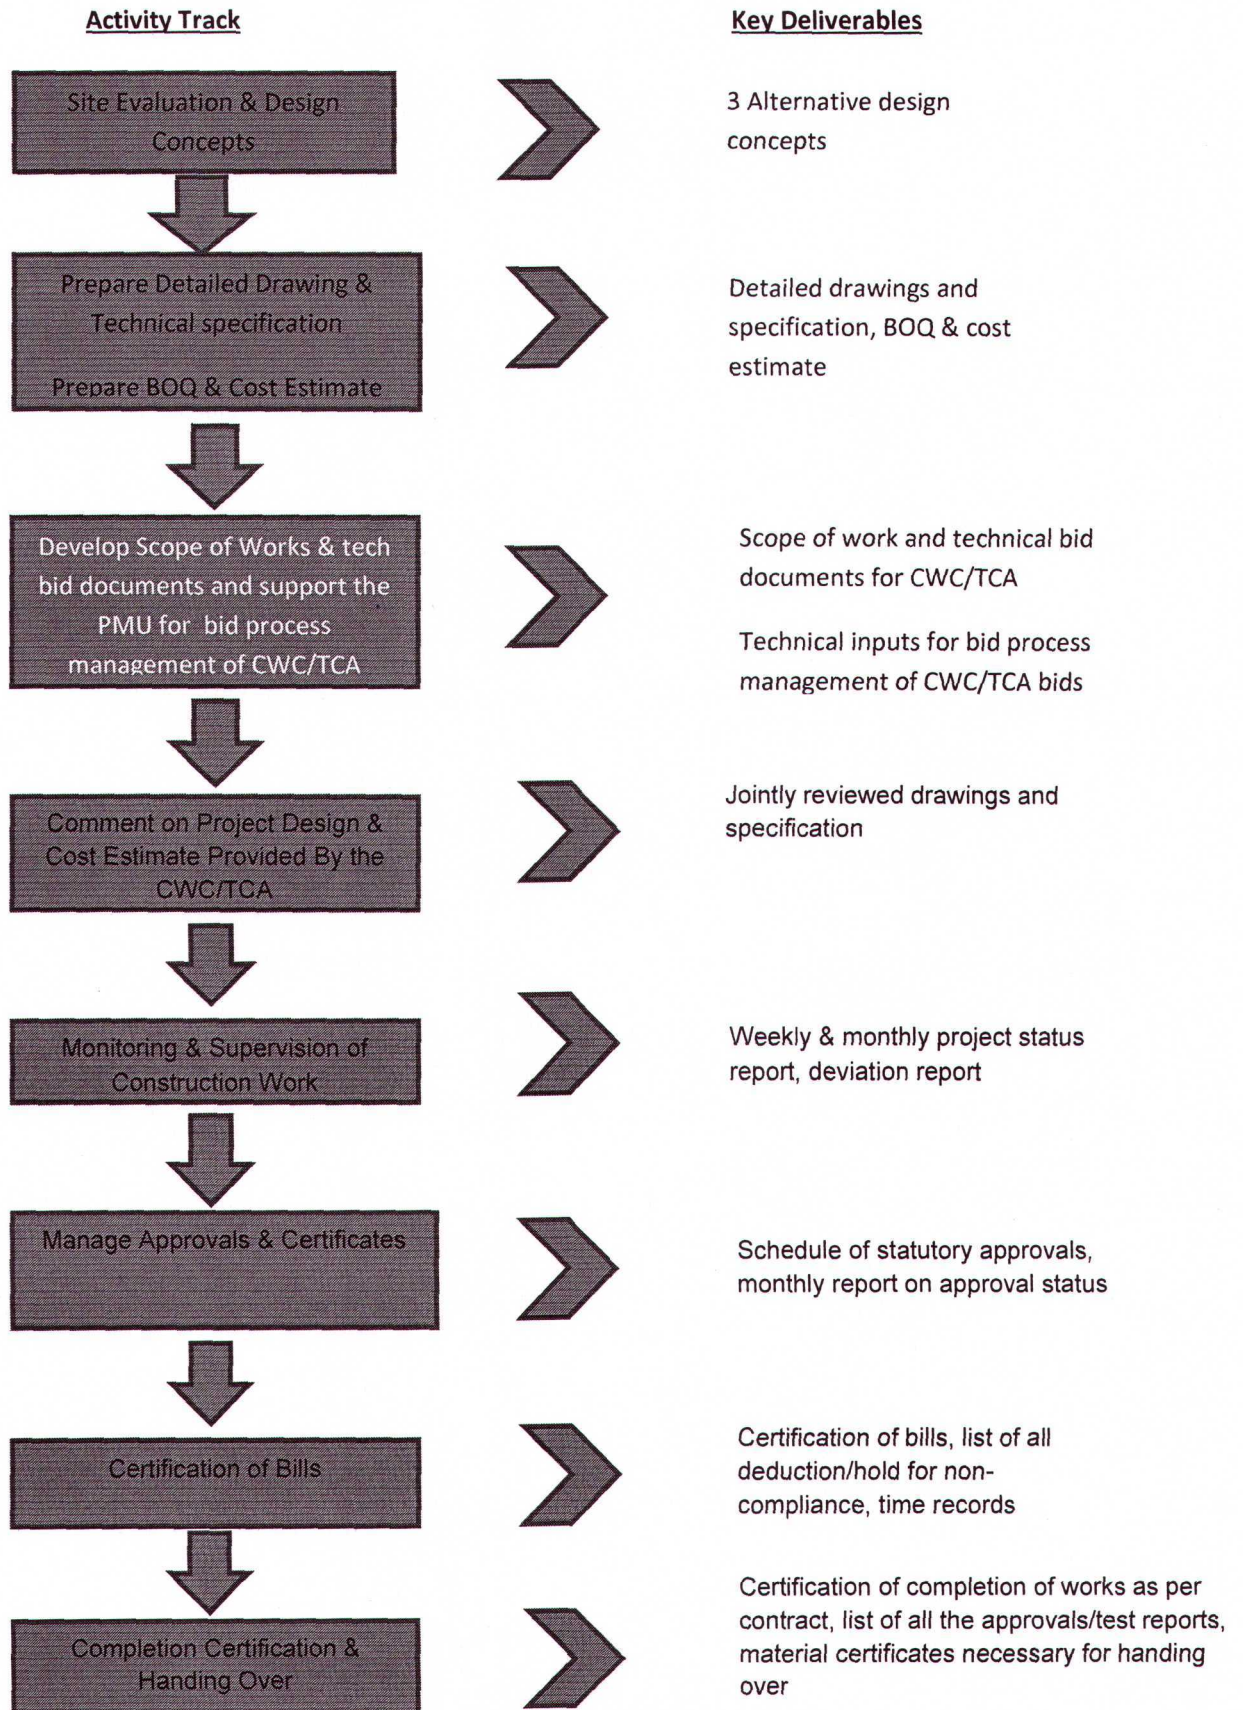 Activity Track
Key Deliverables
Site Evaluation & Design
Concepts
3 Alternative design
concepts
Prepare Detailed Drawing &
Technical specification
Prepare BOQ & Cost Estimate
Detailed drawings and
specification, BOQ & cost
estimate
Develop Scope of Works & tech
bid documents and support the
PMU for bid process
management of CWC/TCA
Scope of work and technical bid
documents for CWC/TCA
Technical inputs for bid process
management of CWC/TCA bids
Comment on Project Design &
Cost Estimate Provided By the
CWC/TCA
Jointly reviewed drawings and
specification
Monitoring & Supervision of
Construction Work
Weekly & monthly project status
report, deviation report
Manage Approvals & Certificates
Schedule of statutory approvals,
monthly report on approval status
Certification of Bills
Certification of bills, list of all
deduction/hold for non-
compliance, time records
Completion Certification &
Handing Over
Certification of completion of works as per
contract, list of all the approvals/test reports,
material certificates necessary for handing
over